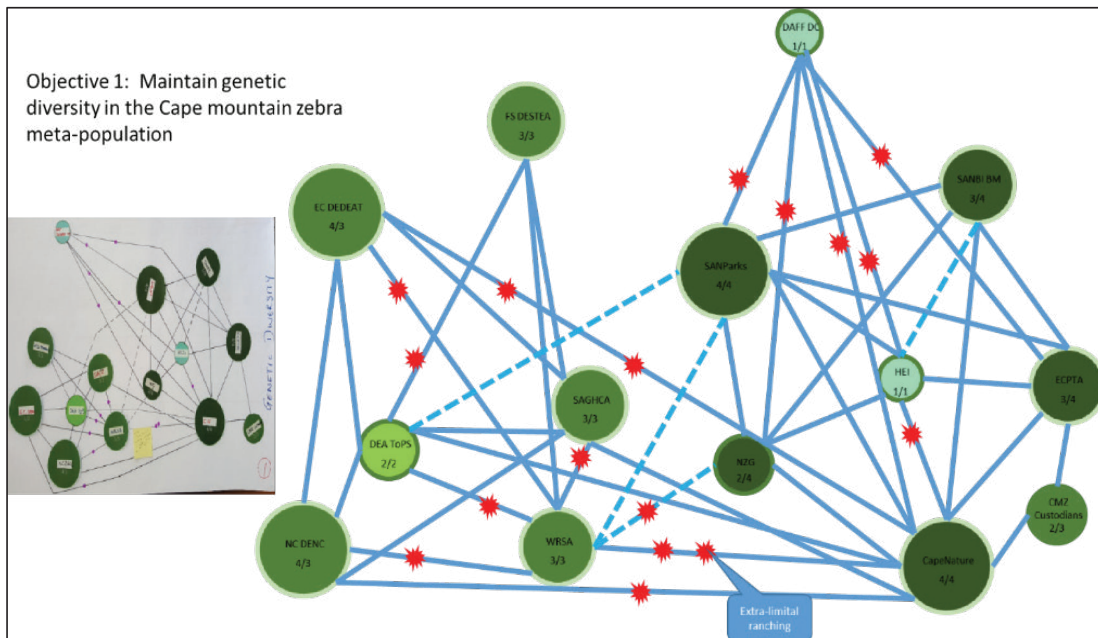 Objective 1: Maintain genetic
diversity in the Cape mountain zebra
meta-population
DAFF DC
1/1
FS DESTEA
3/3
SANBI BM
3/4
EC DEDEAT
4/3
SANParks
4/4
HEI
1/1
ECPTA
3/4
SAGHCA
3/3
DEA ToPS
2/2
NZG
2/4
CMZ
Custodians
2/3
NC DENC
4/3
WRSA
3/3
CapeNature
4/4
Extra-limital
ranching
GENETIC DIVERSITY